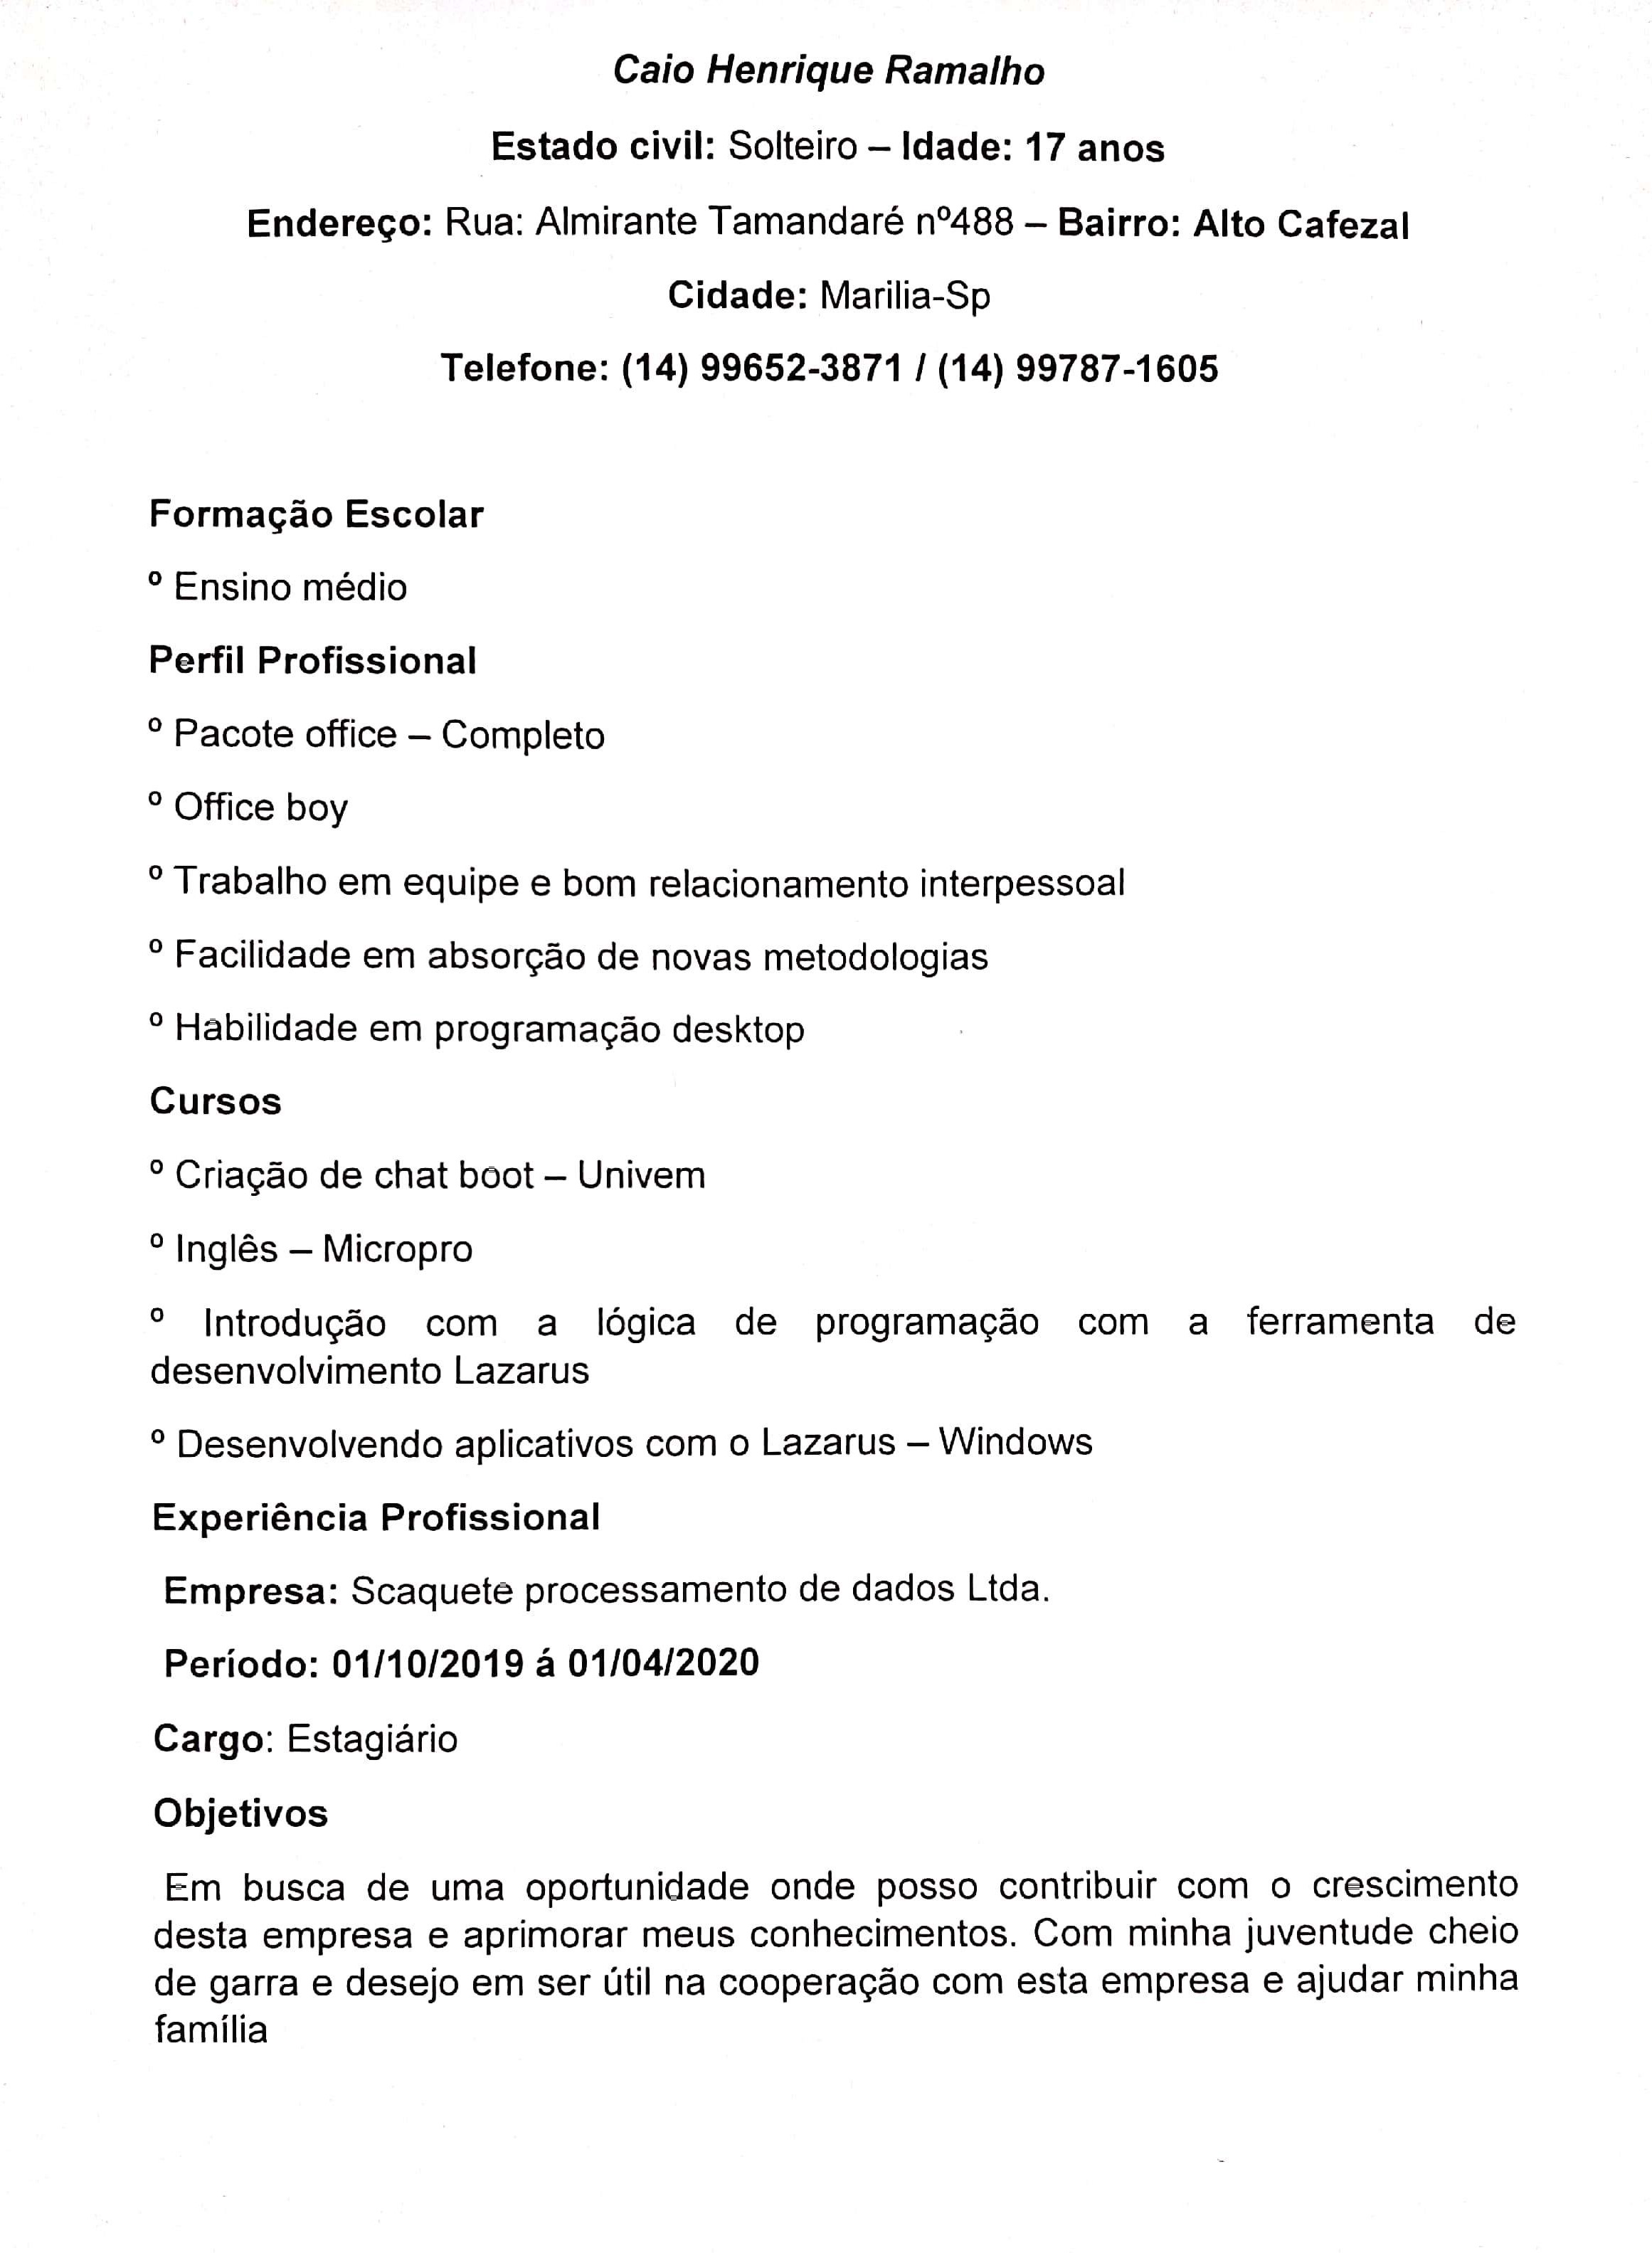 Caio Henrique Ramalho
Estado civil: Solteiro – Idade: 17 anos
Endereço: Rua: Almirante Tamandaré nº488 – Bairro: Alto Cafezal
Cidade: Marilia-Sp
Telefone: (14) 99652-3871 / (14) 99787-1605
Formação Escolar
º Ensino médio
Perfil Profissional
º Pacote office – Completo
º Office boy
º Trabalho em equipe e bom relacionamento interpessoal
º Facilidade em absorção de novas metodologias
º Habilidade em programação desktop
Cursos
º Criação de chat boot – Univem
º Inglês – Micropro
º Introdução com a lógica de programação com a ferramenta de
desenvolvimento Lazarus
º Desenvolvendo aplicativos com o Lazarus – Windows
Experiência Profissional
Empresa: Scaquete processamento de dados Ltda.
Período: 01/10/2019 á 01/04/2020
Cargo: Estagiário
Objetivos
Em busca de uma oportunidade onde posso contribuir com o crescimento
desta empresa e aprimorar meus conhecimentos. Com minha juventude cheio
de garra e desejo em ser útil na cooperação com esta empresa e ajudar minha
família